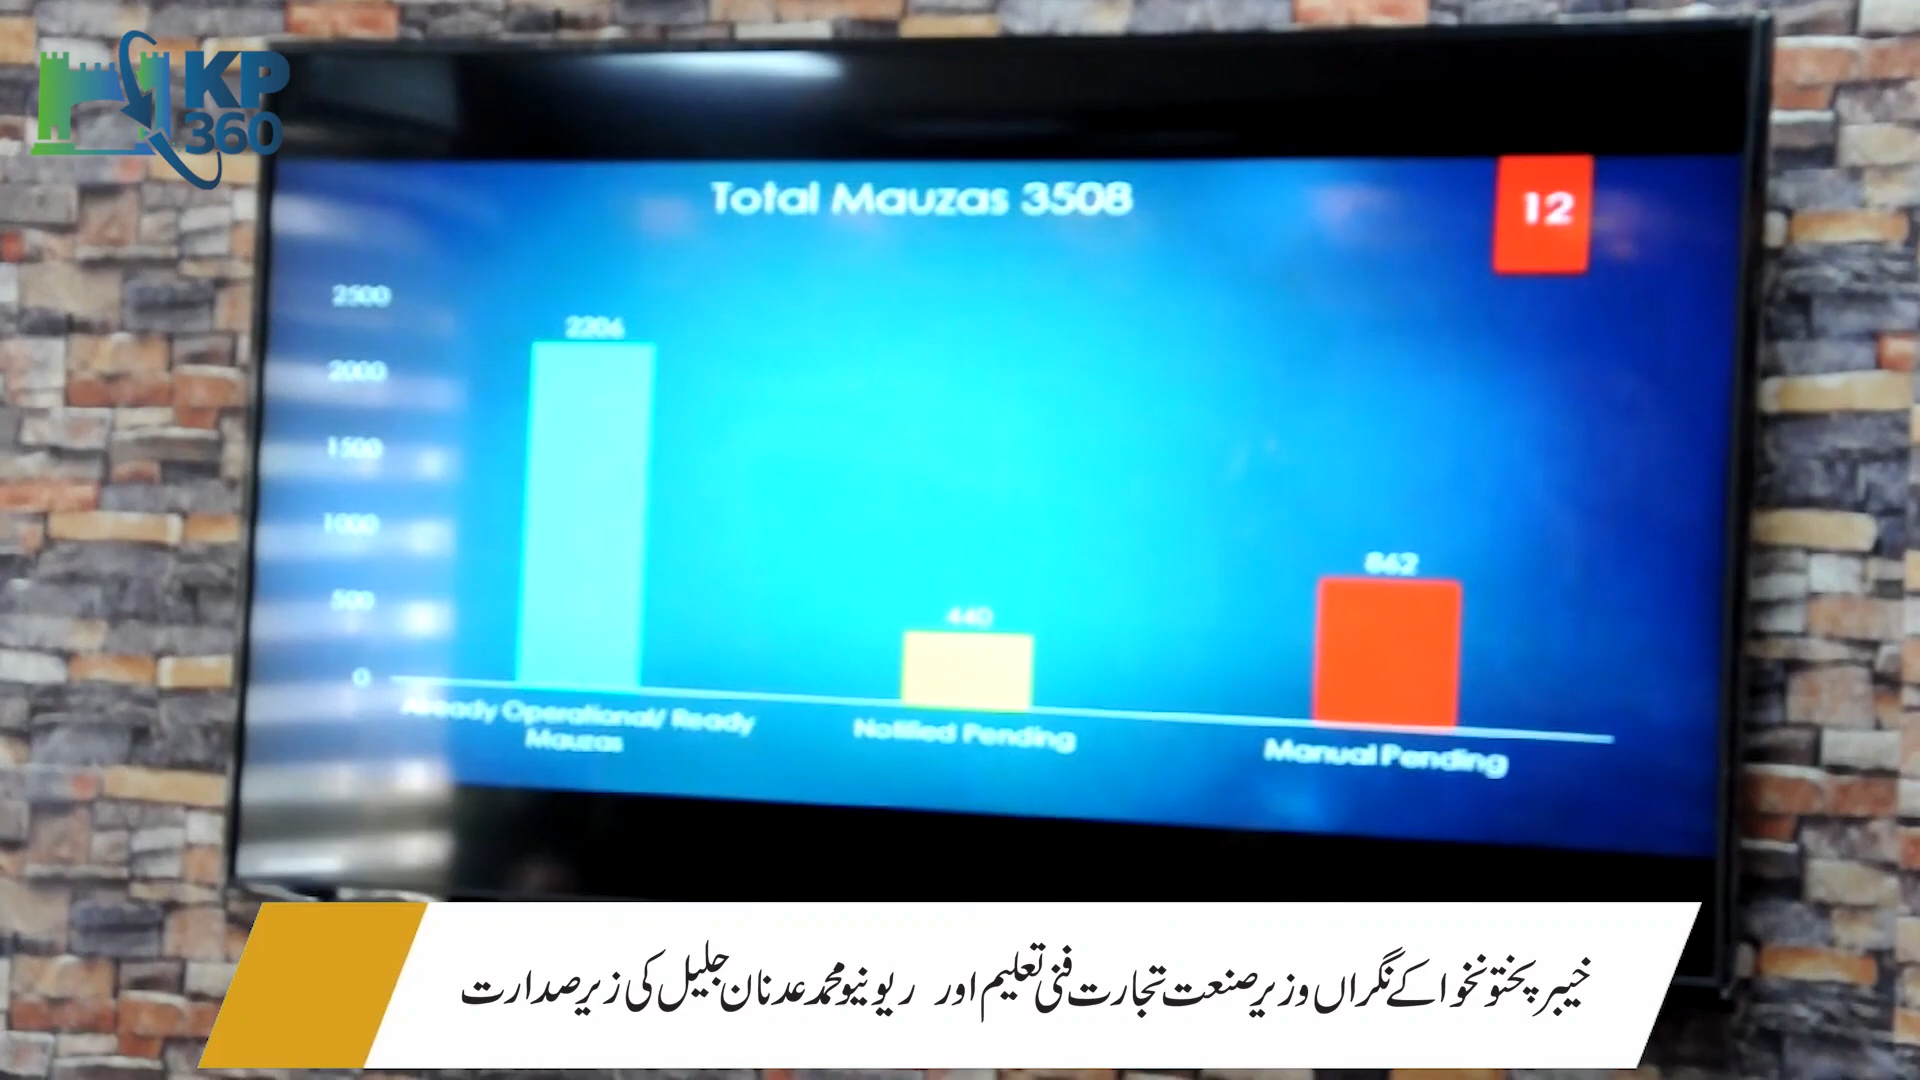 KP
360
Total Mauzas 3508
12
2500
2000
1500
1000
500
0
2206
440
862
Already Operational/ Ready
Mauzas
Notified Pending
Manual Pending
خیبر پختونخوا کے نگراں وزیر صنعت تجارت فنی تعلیم اور ریونیو محمد عدنان جلیل کی زیر صدارت